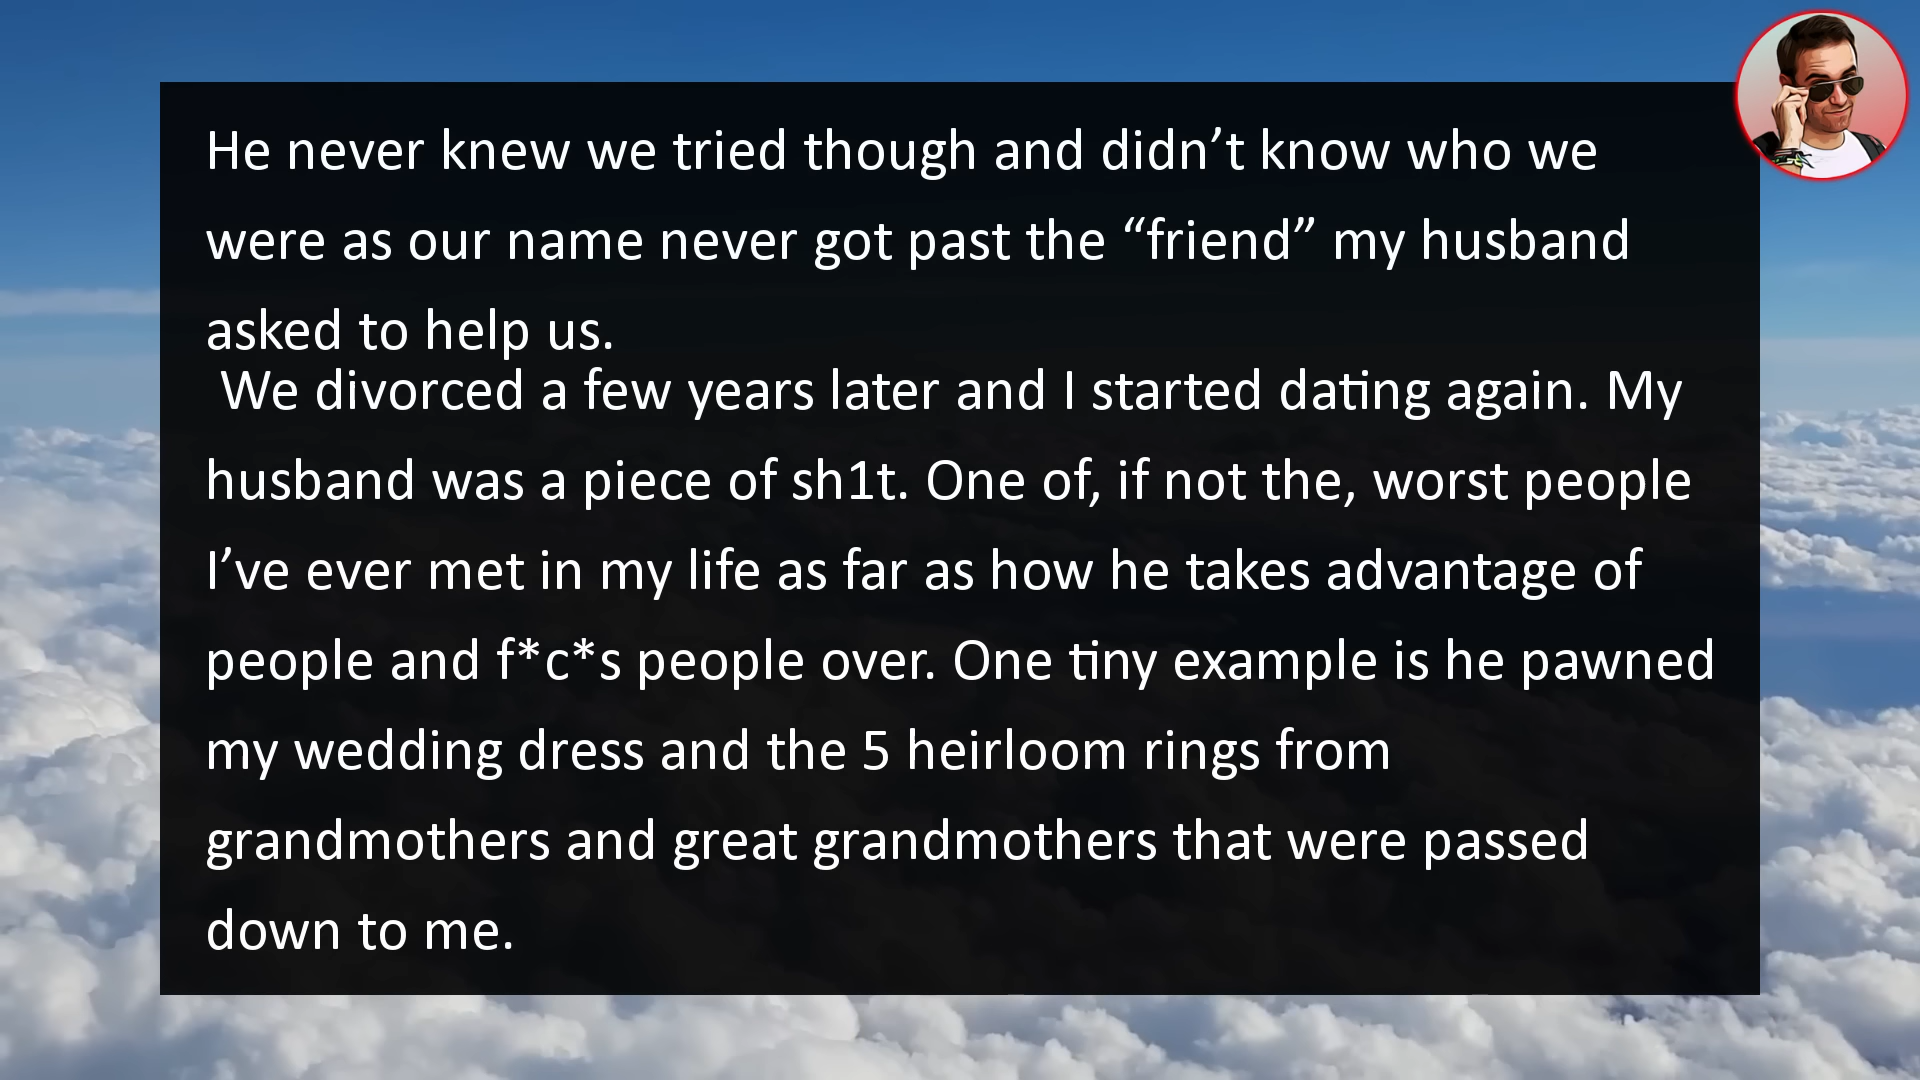 He never knew we tried though and didn’t know who we
were as our name never got past the “friend” my husband
asked to help us.
We divorced a few years later and I started dating again. My
husband was a piece of sh1t. One of, if not the, worst people
I’ve ever met in my life as far as how he takes advantage of
people and f*c*s people over. One tiny example is he pawned
my wedding dress and the 5 heirloom rings from
grandmothers and great grandmothers that were passed
down to me.